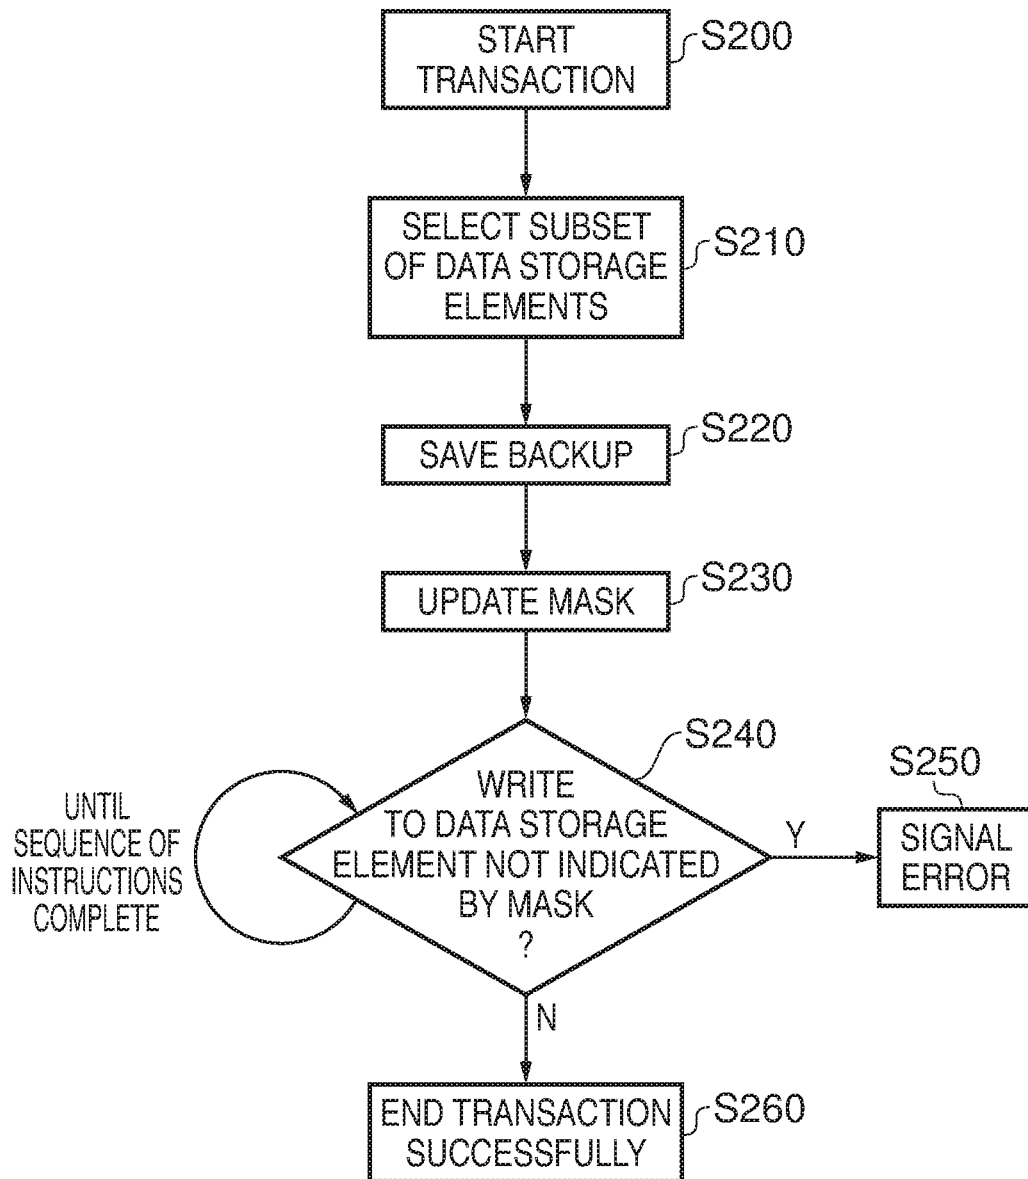 START
TRANSACTION
S200
SELECT SUBSET
OF DATA STORAGE
ELEMENTS
S210
SAVE BACKUP
S220
UPDATE MASK
S230
S240
WRITE
TO DATA STORAGE
ELEMENT NOT INDICATED
BY MASK
?
UNTIL
SEQUENCE OF
INSTRUCTIONS
COMPLETE
Y
S250
SIGNAL
ERROR
N
END TRANSACTION
SUCCESSFULLY
S260